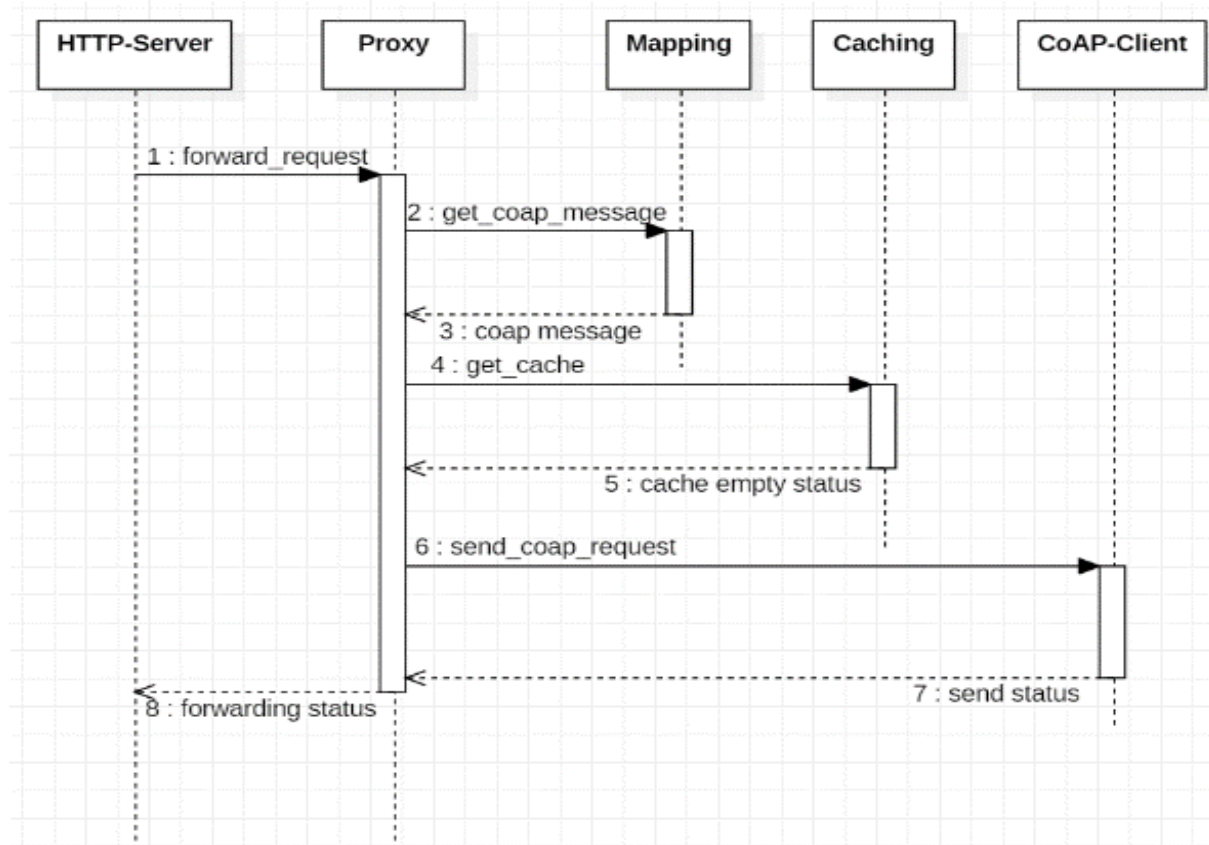 HTTP-Server
Proxy
Mapping
Caching
CoAP-Client
1 : forward_request
2 : get_coap_message
3 : coap message
4 : get_cache
5 : cache empty status
6 : send_coap_request
7 : send status
8 : forwarding status